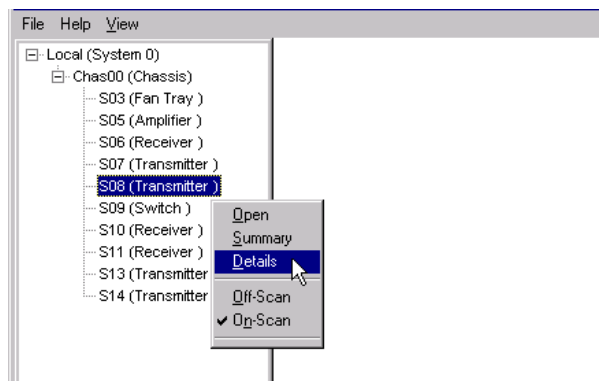 File Help View
Local (System 0)
Chas00 (Chassis)
S03 (Fan Tray )
S05 (Amplifier )
S06 (Receiver )
S07 (Transmitter )
S08 (Transmitter )
S09 (Switch )
S10 (Receiver )
S11 (Receiver )
S13 (Transmitter
S14 (Transmitter
Open
Summary
Details
Off-Scan
On-Scan